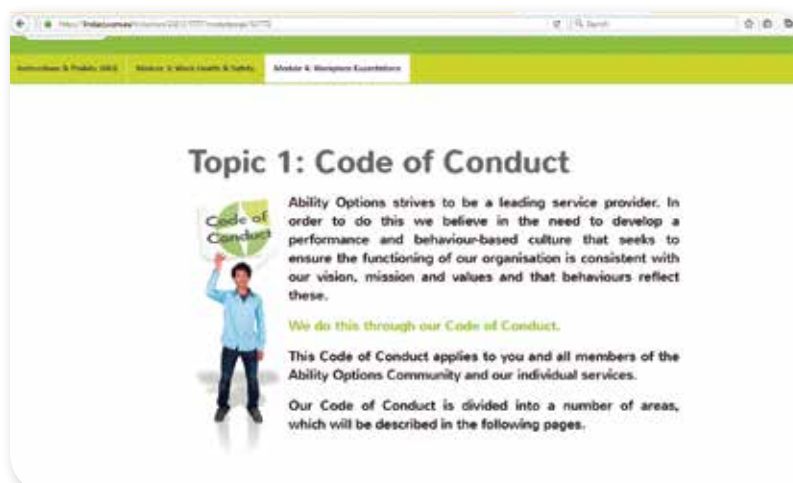 Search
Module 4: Workplace Expectations
Topic 1: Code of Conduct
Code of
Conduct
Ability Options strives to be a leading service provider. In
order to do this we believe in the need to develop a
performance and behaviour-based culture that seeks to
ensure the functioning of our organisation is consistent with
our vision, mission and values and that behaviours reflect
these.
We do this through our Code of Conduct.
This Code of Conduct applies to you and all members of the
Ability Options Community and our individual services.
Our Code of Conduct is divided into a number of areas,
which will be described in the following pages.